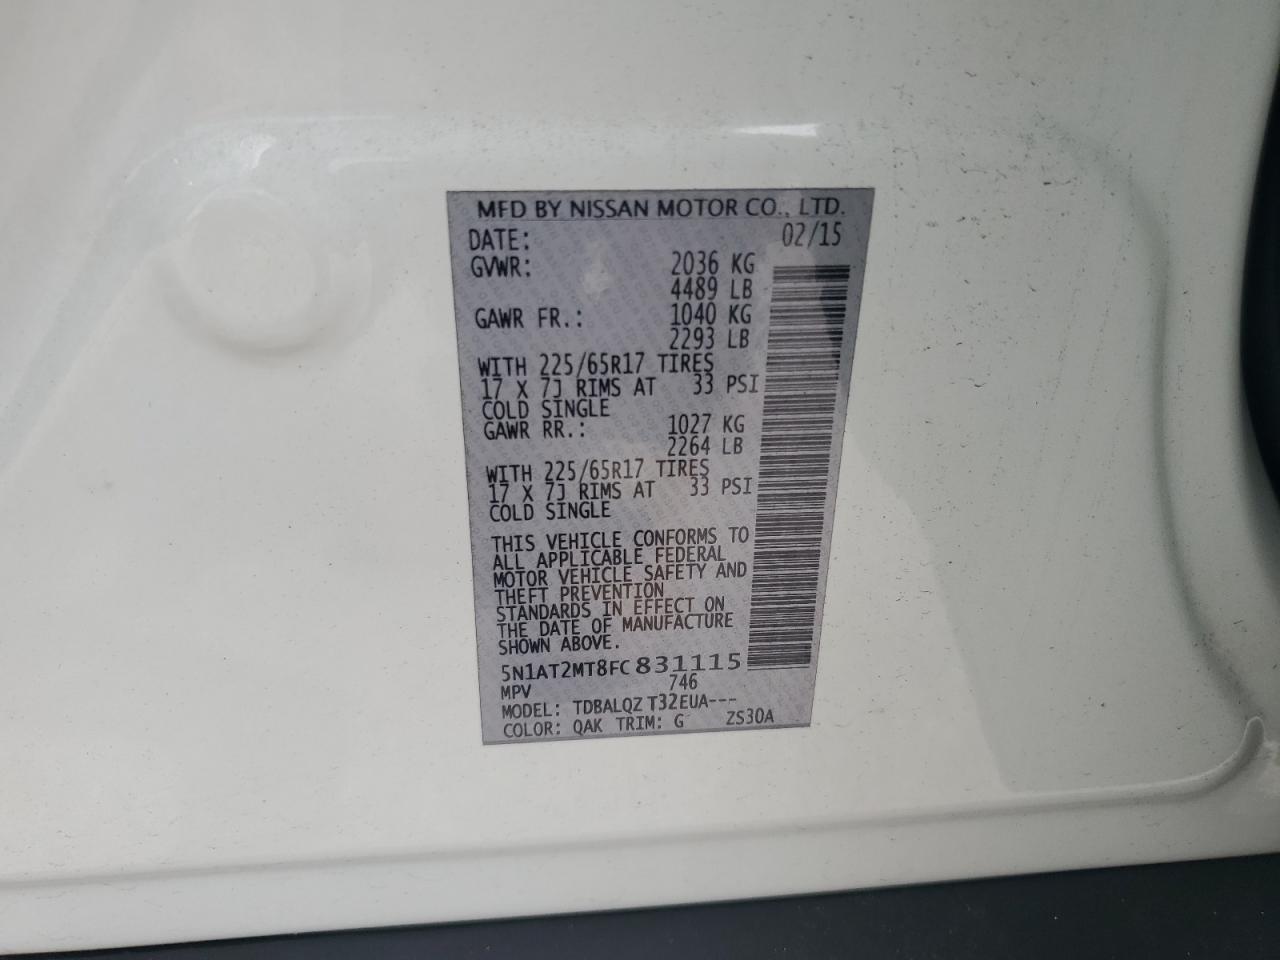 MFD BY NISSAN MOTOR CO., LTD.
DATE: 02/15
GVWR: 2036 KG
4489 LB
GAWR FR.: 1040 KG
2293 LB
WITH 225/65R17 TIRES
17 X 7J RIMS AT 33 PSI
COLD SINGLE
GAWR RR.: 1027 KG
2264 LB
WITH 225/65R17 TIRES
17 X 7J RIMS AT 33 PSI
COLD SINGLE
THIS VEHICLE CONFORMS TO
ALL APPLICABLE FEDERAL
MOTOR VEHICLE SAFETY AND
THEFT PREVENTION
STANDARDS IN EFFECT ON
THE DATE OF MANUFACTURE
SHOWN ABOVE.
5N1AT2MT8FC831115
MPV 746
MODEL: TDBALQZ T32EUA---
COLOR: QAK TRIM: G ZS30A